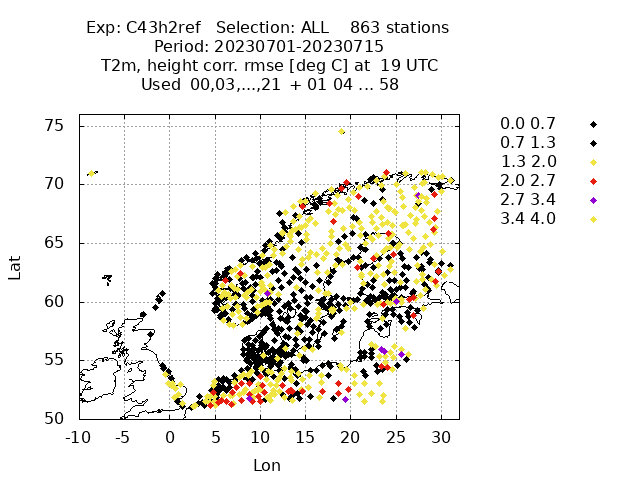 Exp: C43h2ref   Selection: ALL    863 stations
Period: 20230701-20230715
T2m, height corr. rmse [deg C] at  19 UTC
Used  00,03,...,21  + 01 04 ... 58
75
70
65
60
55
50
Lat
-10 -5 0 5 10 15 20 25 30
Lon
0.0 0.7
0.7 1.3
1.3 2.0
2.0 2.7
2.7 3.4
3.4 4.0